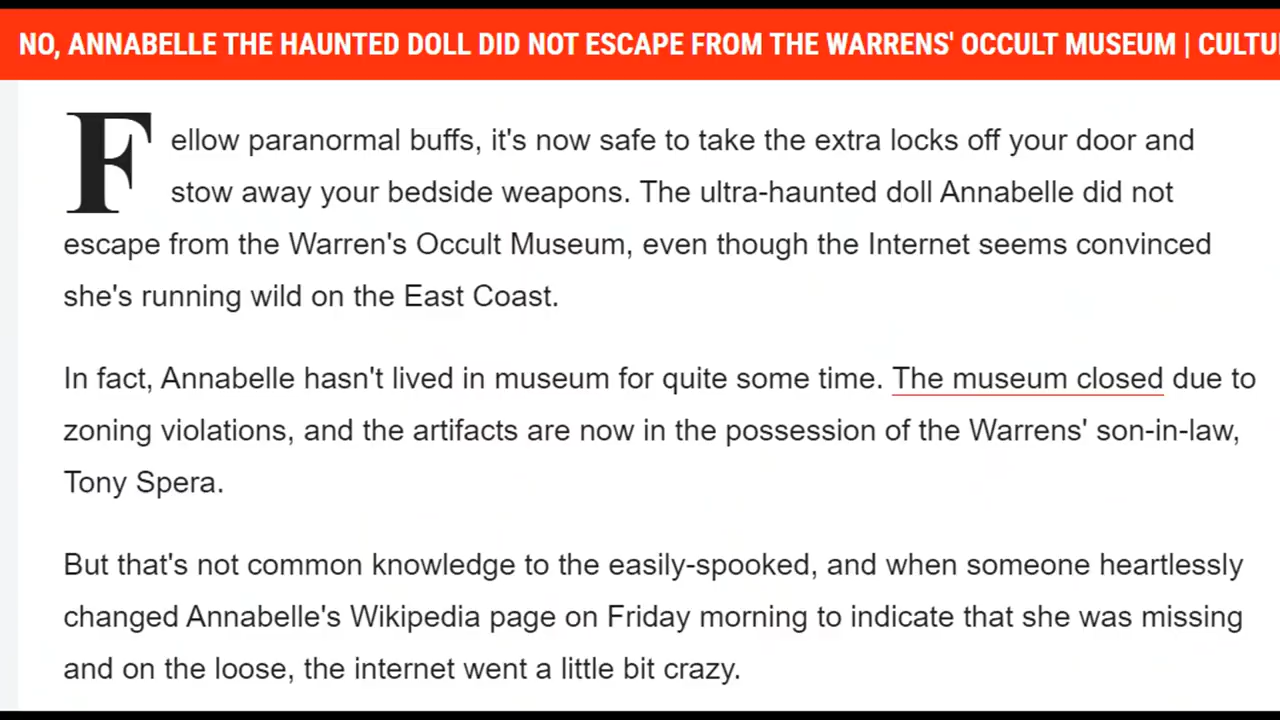 NO, ANNABELLE THE HAUNTED DOLL DID NOT ESCAPE FROM THE WARRENS' OCCULT MUSEUM | CULTU
Fellow paranormal buffs, it's now safe to take the extra locks off your door and
stow away your bedside weapons. The ultra-haunted doll Annabelle did not
escape from the Warren's Occult Museum, even though the Internet seems convinced
she's running wild on the East Coast.
In fact, Annabelle hasn't lived in museum for quite some time. The museum closed due to
zoning violations, and the artifacts are now in the possession of the Warrens' son-in-law,
Tony Spera.
But that's not common knowledge to the easily-spooked, and when someone heartlessly
changed Annabelle's Wikipedia page on Friday morning to indicate that she was missing
and on the loose, the internet went a little bit crazy.